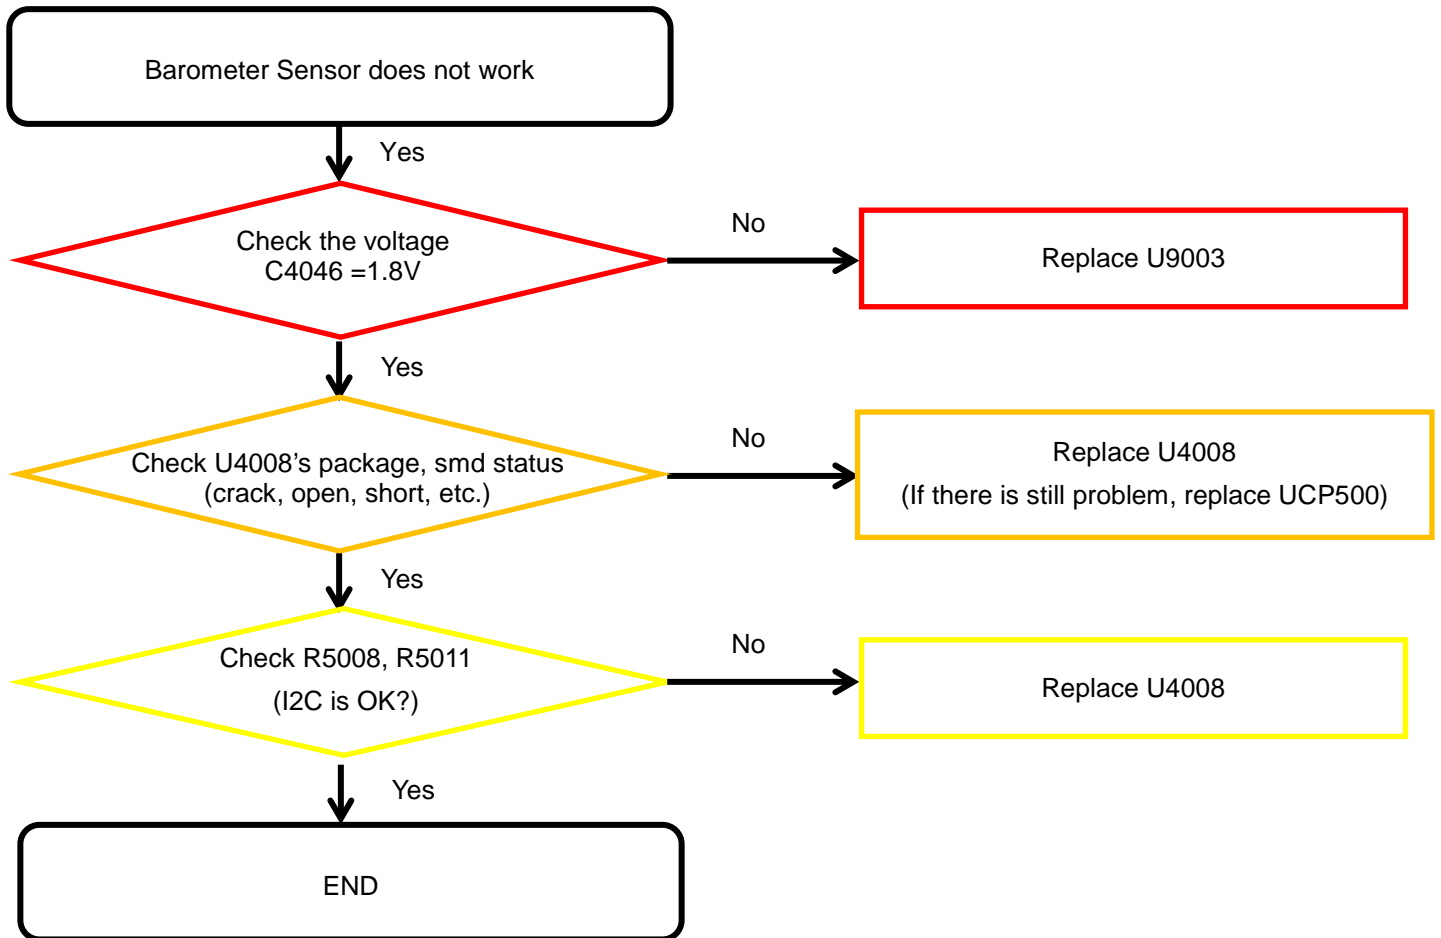 Barometer Sensor does not work
Yes
Check the voltage
C4046 =1.8V
No
Replace U9003
Yes
Check U4008’s package, smd status
(crack, open, short, etc.)
No
Replace U4008
(If there is still problem, replace UCP500)
Yes
Check R5008, R5011
(I2C is OK?)
No
Replace U4008
Yes
END